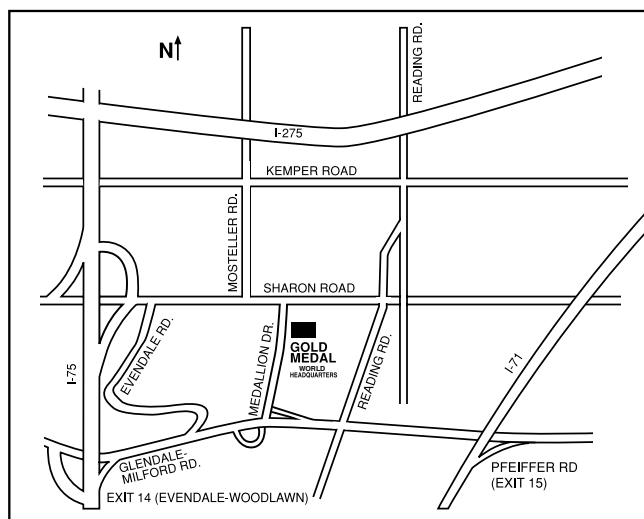 N
READING RD.
I-275
KEMPER ROAD
MOSTELLER RD.
SHARON ROAD
EVENDALE RD.
MEDALLION DR.
GOLD
MEDAL
WORLD
HEADQUARTERS
READING RD.
I-75
I-71
GLENDALE-
MILFORD RD.
PFEIFFER RD
(EXIT 15)
EXIT 14 (EVENDALE-WOODLAWN)